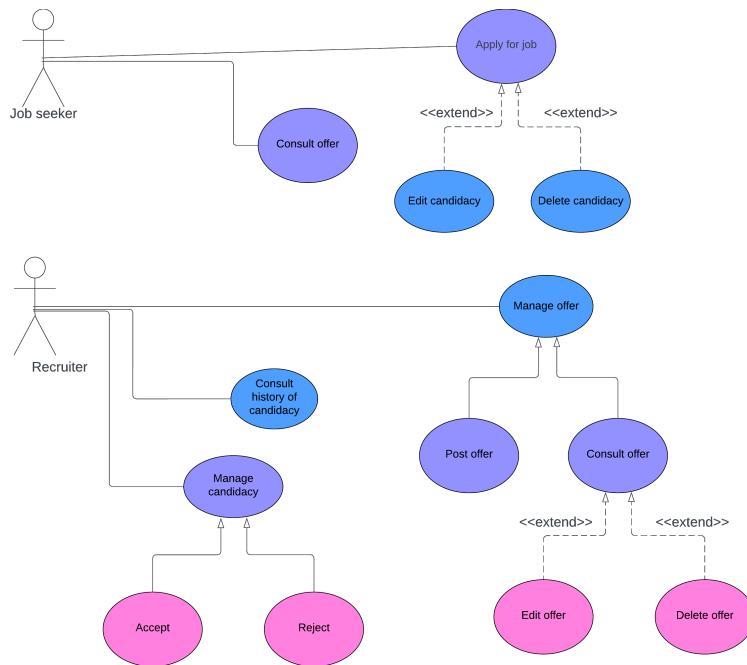 Apply for job
Job seeker
<<extend>>
<<extend>>
Consult offer
Edit candidacy
Delete candidacy
Manage offer
Recruiter
Consult
history of
candidacy
Post offer
Consult offer
Manage
candidacy
<<extend>>
<<extend>>
Edit offer
Delete offer
Accept
Reject